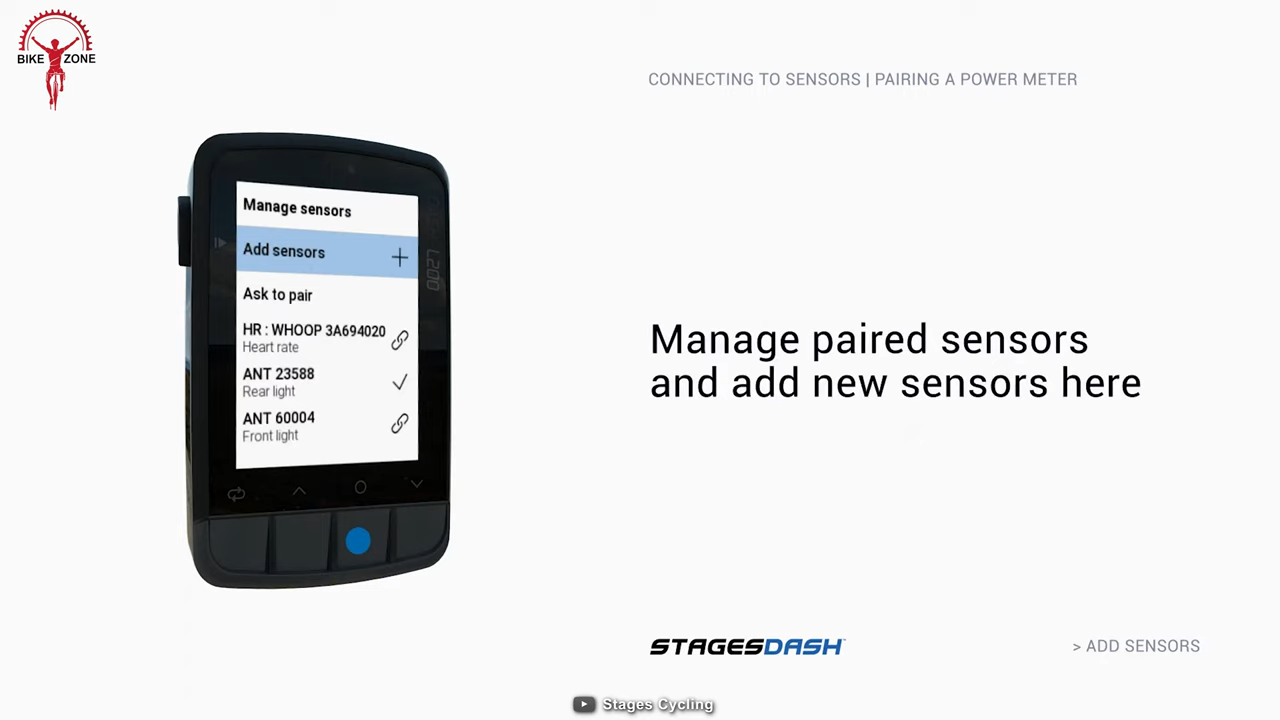 BIKE ZONE
CONNECTING TO SENSORS | PAIRING A POWER METER
Manage sensors
Add sensors
Ask to pair
HR : WHOOP 3A694020
Heart rate
ANT 23588
Rear light
ANT 60004
Front light
L200
Manage paired sensors
and add new sensors here
STAGESDASH™
> ADD SENSORS
Stages Cycling